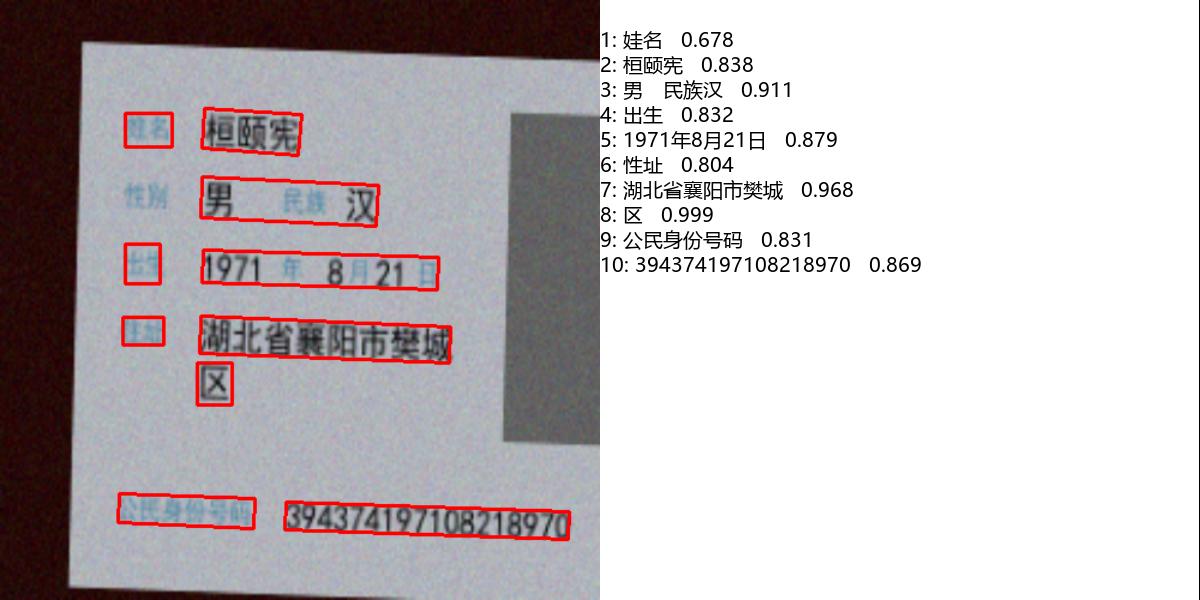 姓名 桓颐宪
性别 男 民族 汉
出生 1971 年 8 月 21 日
住址 湖北省襄阳市樊城
区
公民身份号码 394374197108218970
1: 娃名 0.678
2: 桓颐宪 0.838
3: 男 民族汉 0.911
4: 出生 0.832
5: 1971年8月21日 0.879
6: 性址 0.804
7: 湖北省襄阳市樊城 0.968
8: 区 0.999
9: 公民身份号码 0.831
10: 394374197108218970 0.869